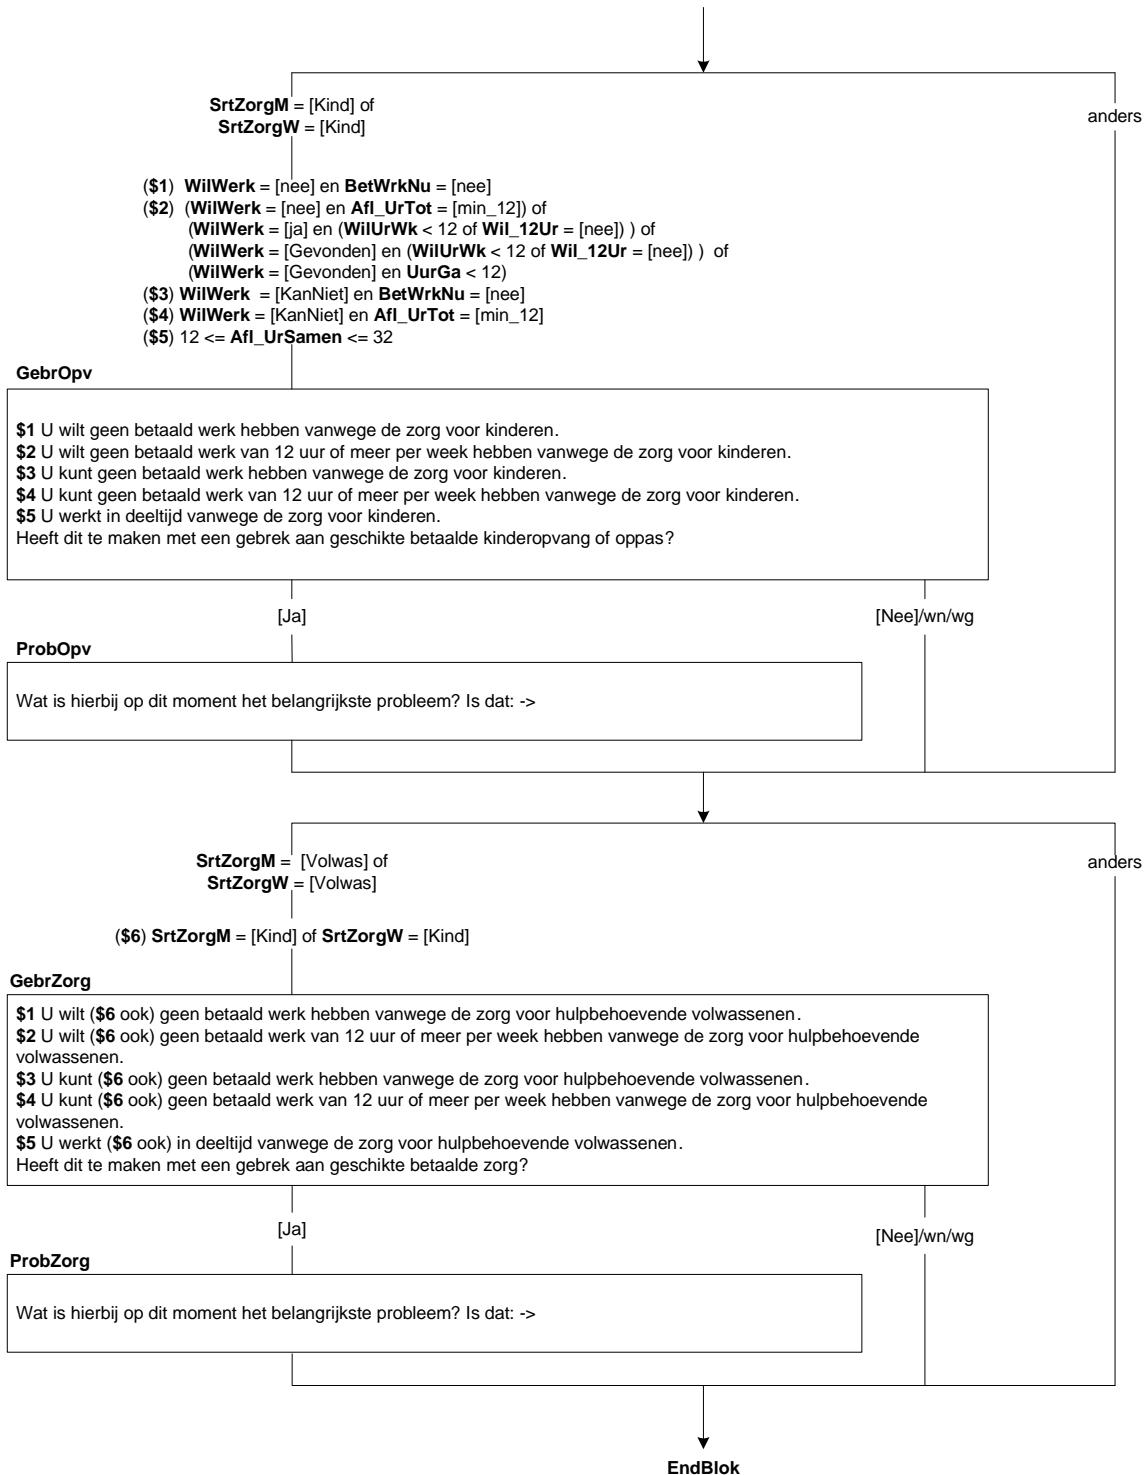 SrtZorgM = [Kind] of
SrtZorgW = [Kind]
anders
($1) WilWerk = [nee] en BetWrkNu = [nee]
($2) (WilWerk = [nee] en Afl_UrTot = [min_12]) of
(WilWerk = [ja] en (WilUrWk < 12 of Wil_12Ur = [nee]) ) of
(WilWerk = [Gevonden] en (WilUrWk < 12 of Wil_12Ur = [nee]) ) of
(WilWerk = [Gevonden] en UurGa < 12)
($3) WilWerk = [KanNiet] en BetWrkNu = [nee]
($4) WilWerk = [KanNiet] en Afl_UrTot = [min_12]
($5) 12 <= Afl_UrSamen <= 32
GebrOpv
$1 U wilt geen betaald werk hebben vanwege de zorg voor kinderen.
$2 U wilt geen betaald werk van 12 uur of meer per week hebben vanwege de zorg voor kinderen.
$3 U kunt geen betaald werk hebben vanwege de zorg voor kinderen.
$4 U kunt geen betaald werk van 12 uur of meer per week hebben vanwege de zorg voor kinderen.
$5 U werkt in deeltijd vanwege de zorg voor kinderen.
Heeft dit te maken met een gebrek aan geschikte betaalde kinderopvang of oppas?
[Ja]
[Nee]/wn/wg
ProbOpv
Wat is hierbij op dit moment het belangrijkste probleem? Is dat: ->
SrtZorgM = [Volwas] of
SrtZorgW = [Volwas]
anders
($6) SrtZorgM = [Kind] of SrtZorgW = [Kind]
GebrZorg
$1 U wilt ($6 ook) geen betaald werk hebben vanwege de zorg voor hulpbehoevende volwassenen.
$2 U wilt ($6 ook) geen betaald werk van 12 uur of meer per week hebben vanwege de zorg voor hulpbehoevende
volwassenen.
$3 U kunt ($6 ook) geen betaald werk hebben vanwege de zorg voor hulpbehoevende volwassenen.
$4 U kunt ($6 ook) geen betaald werk van 12 uur of meer per week hebben vanwege de zorg voor hulpbehoevende
volwassenen.
$5 U werkt ($6 ook) in deeltijd vanwege de zorg voor hulpbehoevende volwassenen.
Heeft dit te maken met een gebrek aan geschikte betaalde zorg?
[Ja]
[Nee]/wn/wg
ProbZorg
Wat is hierbij op dit moment het belangrijkste probleem? Is dat: ->
EndBlok